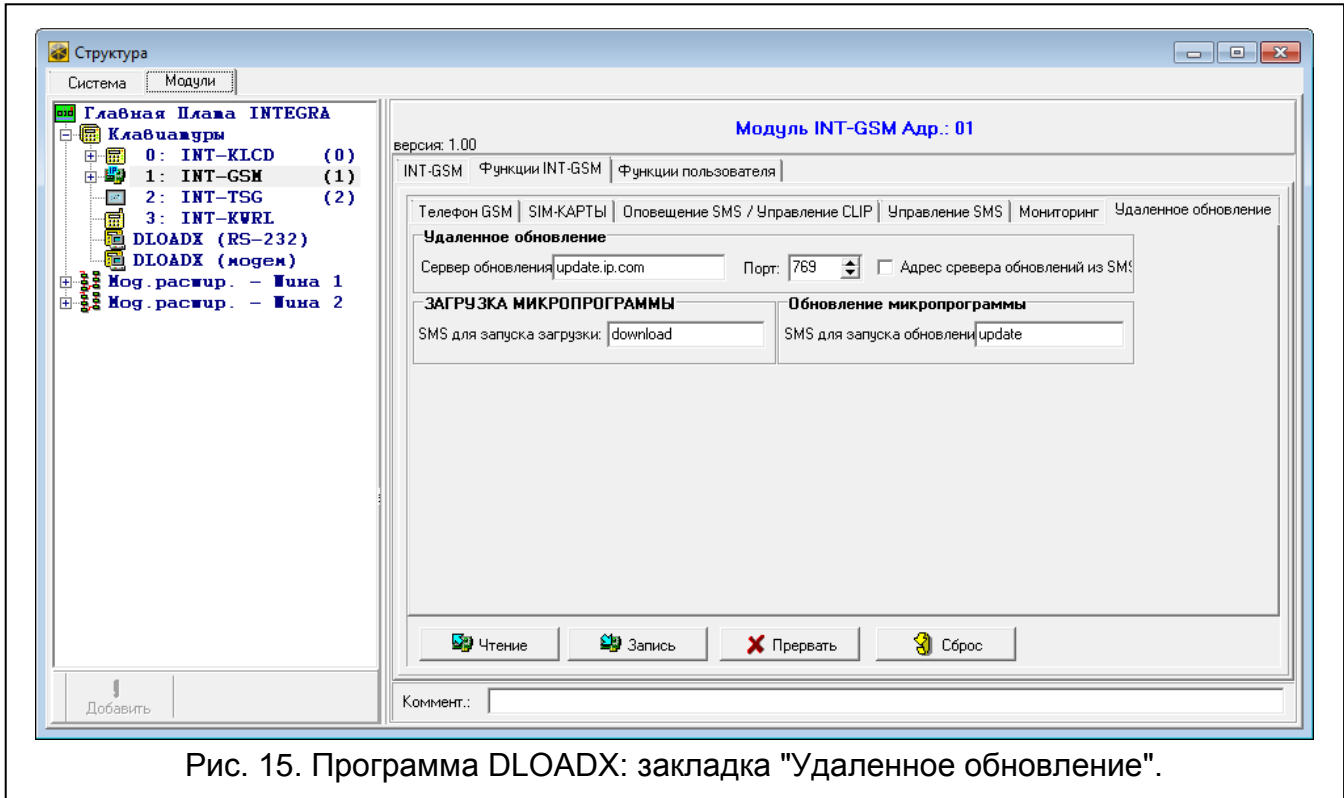 Структура
Система Модули
Главная Плата INTEGRA
Клавиатуры
0: INT-KLCD (0)
1: INT-GSM (1)
2: INT-TSG (2)
3: INT-KWRL
DLOADX (RS-232)
DLOADX (модем)
Мод.расшир. - Шина 1
Мод.расшир. - Шина 2
Добавить
Модуль INT-GSM Адр.: 01
версия: 1.00
INT-GSM Функции INT-GSM Функции пользователя
Телефон GSM SIM-КАРТЫ Оповещение SMS / Управление CLIP Управление SMS Мониторинг Удаленное обновление
Удаленное обновление
Сервер обновления update.ip.com Порт: 769 Адрес сревера обновлений из SMS
ЗАГРУЗКА МИКРОПРОГРАММЫ Обновление микропрограммы
SMS для запуска загрузки: download SMS для запуска обновлени update
Чтение Запись Прервать Сброс
Коммент.:
Рис. 15. Программа DLOADX: закладка "Удаленное обновление".